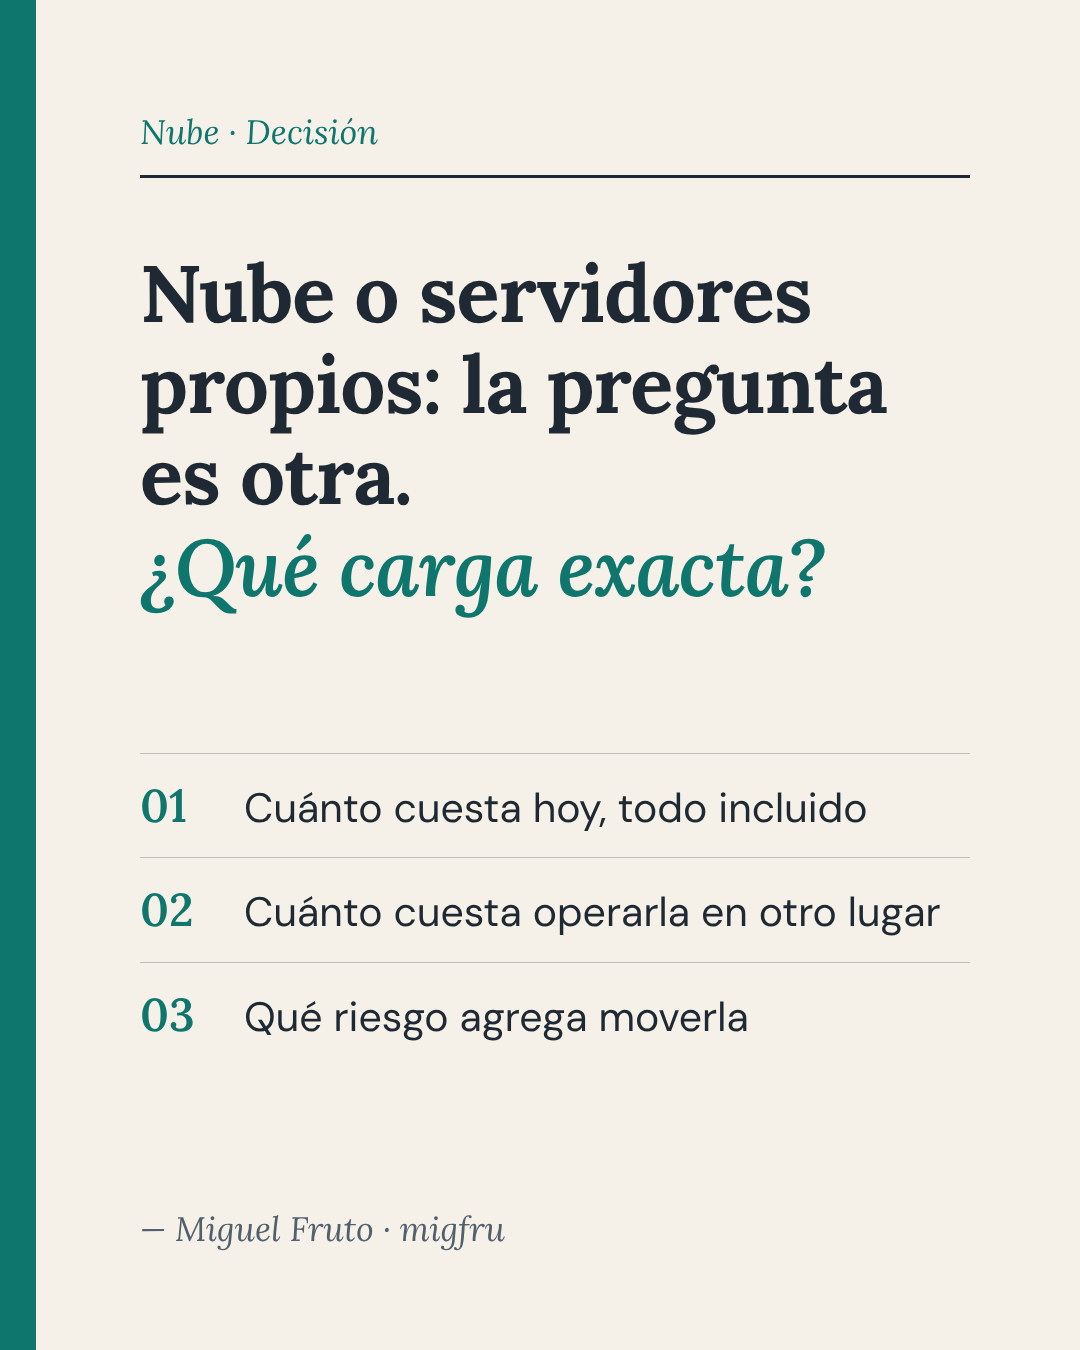 Nube · Decisión
Nube o servidores
propios: la pregunta
es otra.
¿Qué carga exacta?
01 Cuánto cuesta hoy, todo incluido
02 Cuánto cuesta operarla en otro lugar
03 Qué riesgo agrega moverla
— Miguel Fruto · migfru